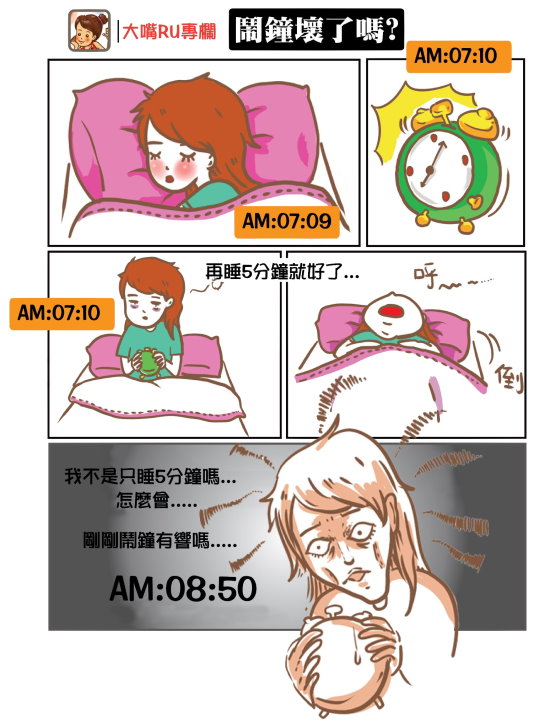 大嘴RU專欄
鬧鐘壞了嗎?
AM:07:09
AM:07:10
AM:07:10
再睡5分鐘就好了...
呼
倒
我不是只睡5分鐘嗎...
怎麼會.....
剛剛鬧鐘有響嗎.....
AM:08:50